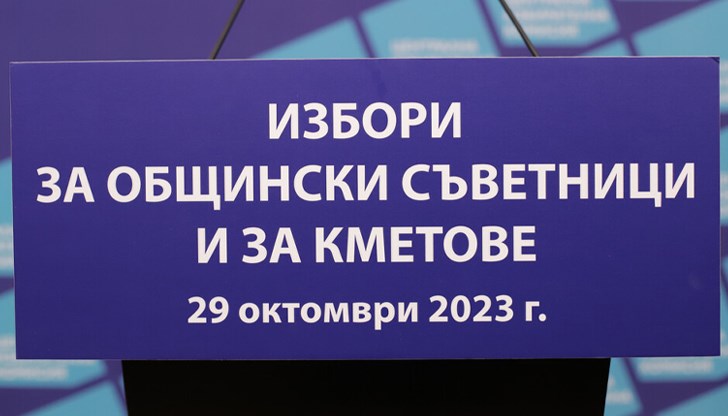 ИЗБОРИ
ЗА ОБЩИНСКИ СЪВЕТНИЦИ
И ЗА КМЕТОВЕ
29 октомври 2023 г.